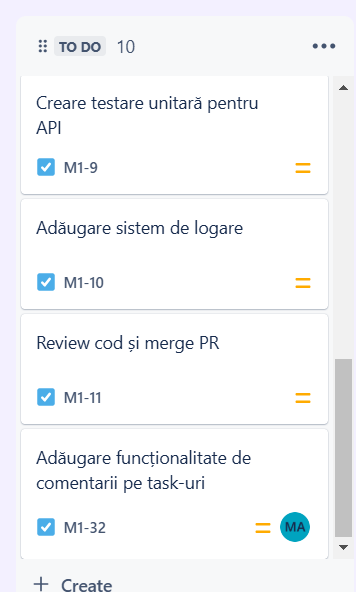 TO DO 10
Creare testare unitară pentru
API
M1-9
Adăugare sistem de logare
M1-10
Review cod și merge PR
M1-11
Adăugare funcționalitate de
comentarii pe task-uri
M1-32 MA
+ Create